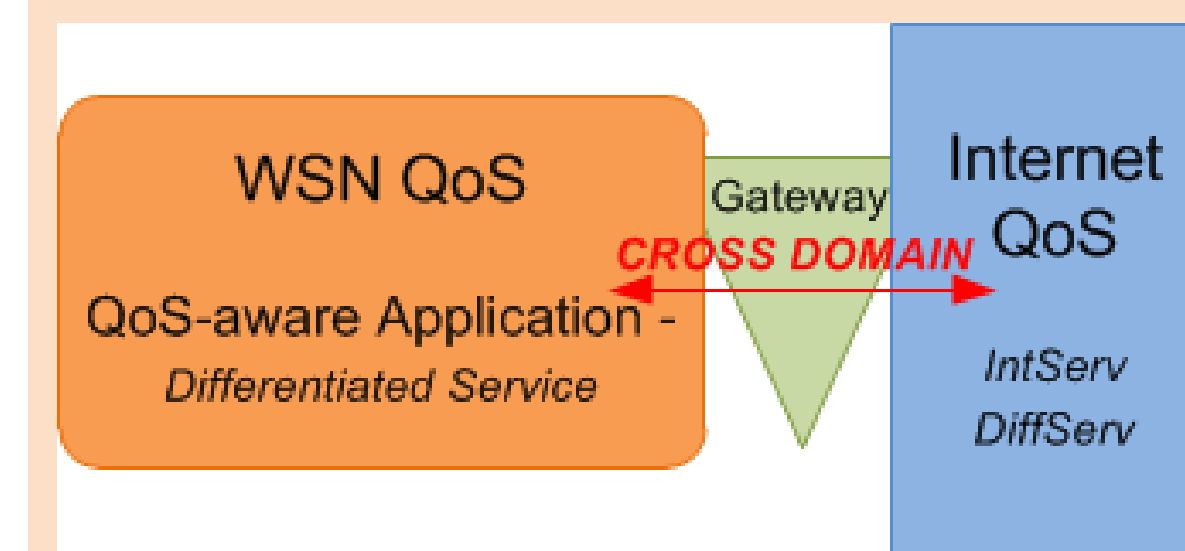 WSN QoS
QoS-aware Application -
Differentiated Service
Gateway
CROSS DOMAIN
Internet
QoS
IntServ
DiffServ